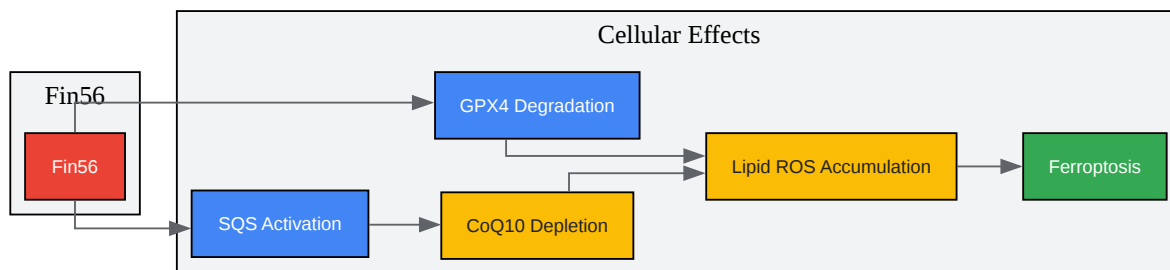 Cellular Effects
Fin56
Fin56
GPX4 Degradation
SQS Activation
CoQ10 Depletion
Lipid ROS Accumulation
Ferroptosis